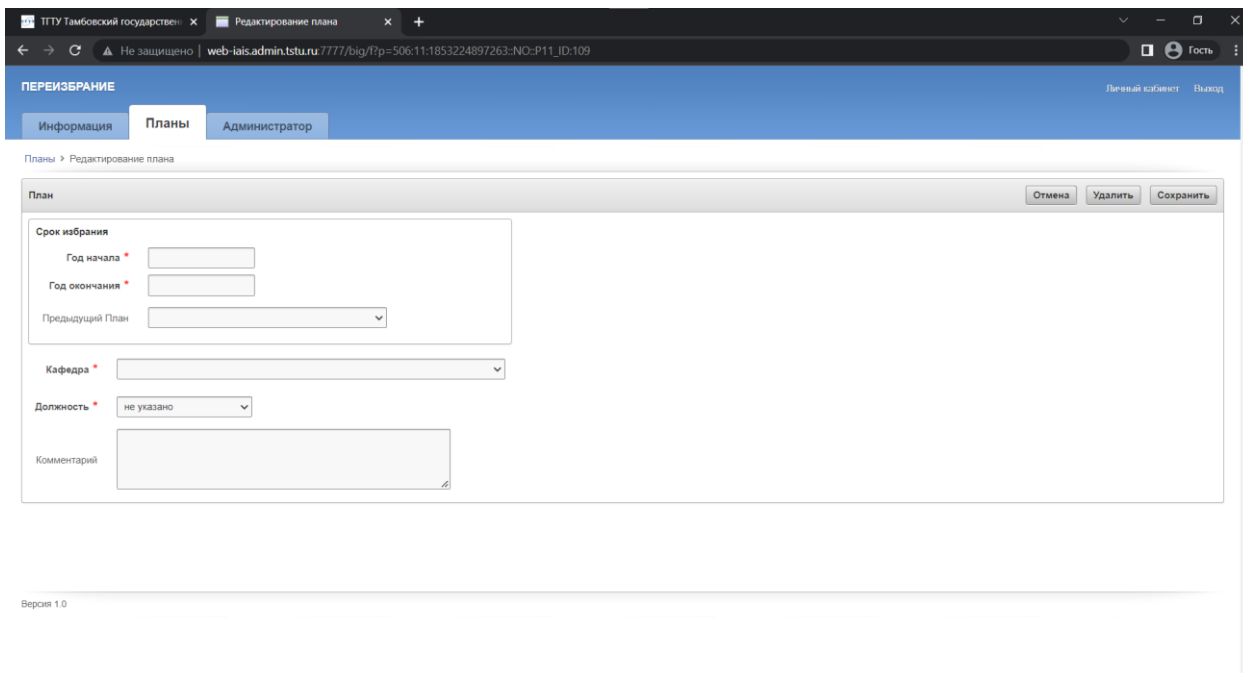 ТГТУ Тамбовский государствен
Редактирование плана
Не защищено | web-iais.admin.tstu.ru:7777/big/f?p=506:11:1853224897263::NO::P11_ID:109
Гость
ПЕРЕИЗБРАНИЕ
Личный кабинет Выход
Информация Планы Администратор
Планы > Редактирование плана
План
Отмена Удалить Сохранить
Срок избрания
Год начала *
Год окончания *
Предыдущий План
Кафедра *
Должность * не указано
Комментарий
Версия 1.0